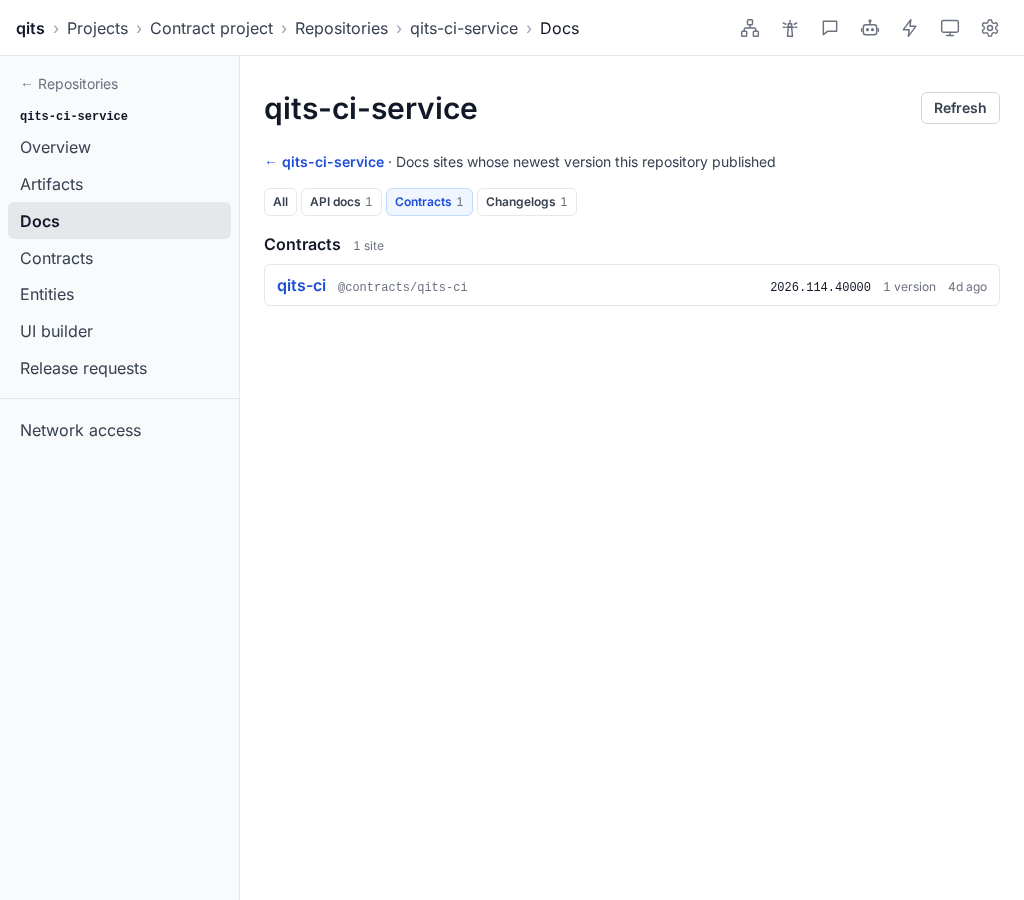 qits › Projects › Contract project › Repositories › qits-ci-service › Docs
← Repositories
qits-ci-service
Overview
Artifacts
Docs
Contracts
Entities
UI builder
Release requests
Network access
qits-ci-service
Refresh
← qits-ci-service · Docs sites whose newest version this repository published
All
API docs 1
Contracts 1
Changelogs 1
Contracts 1 site
qits-ci @contracts/qits-ci 2026.114.40000 1 version 4d ago